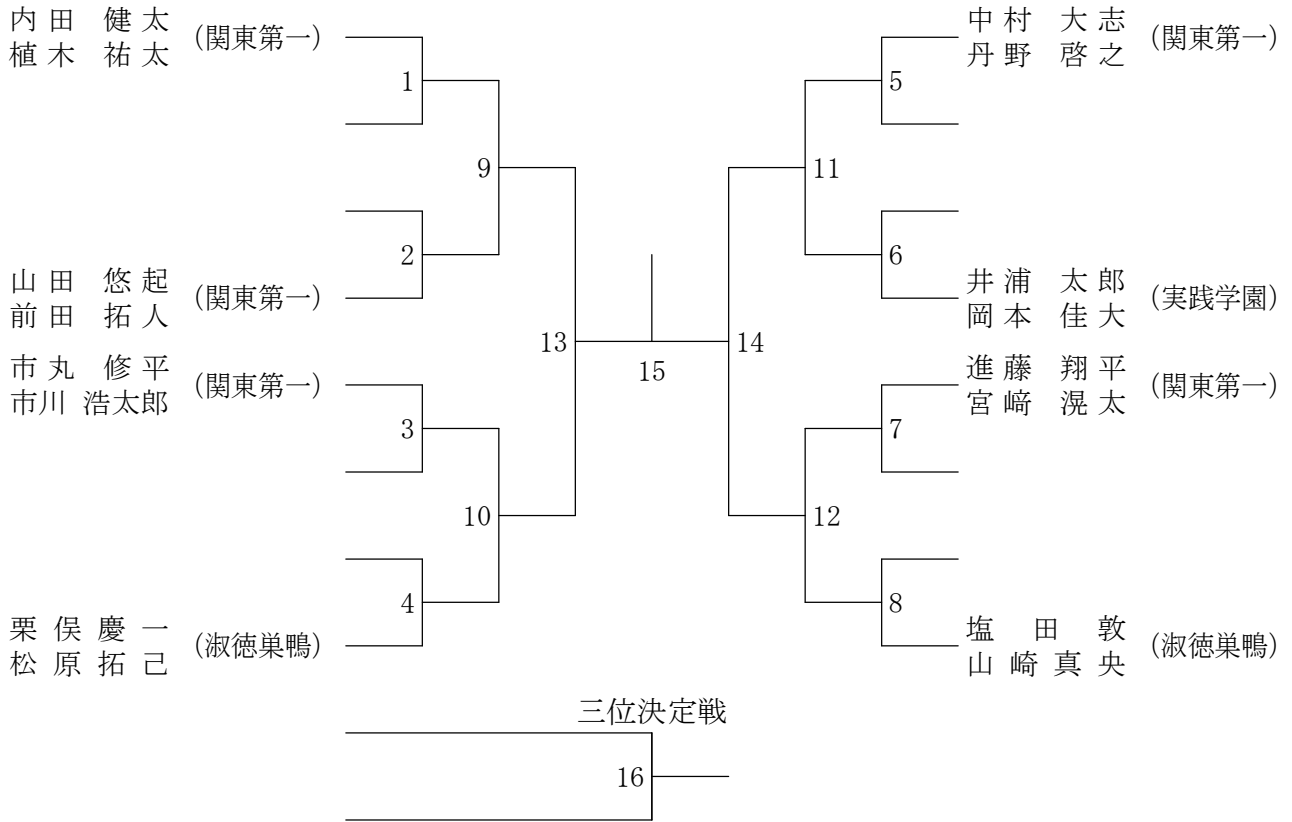 内田 健太
植木 祐太
(関東第一)
1
9
2
山田 悠起
前田 拓人
(関東第一)
13
市丸 修平
市川 浩太郎
(関東第一)
3
10
4
栗俣慶一
松原拓己
(淑徳巣鴨)
15
中村 大志
丹野 啓之
(関東第一)
5
11
6
井浦 太郎
岡本 佳大
(実践学園)
14
進藤 翔平
宮﨑 滉太
(関東第一)
7
12
8
塩田 敦
山崎真央
(淑徳巣鴨)
三位決定戦
16